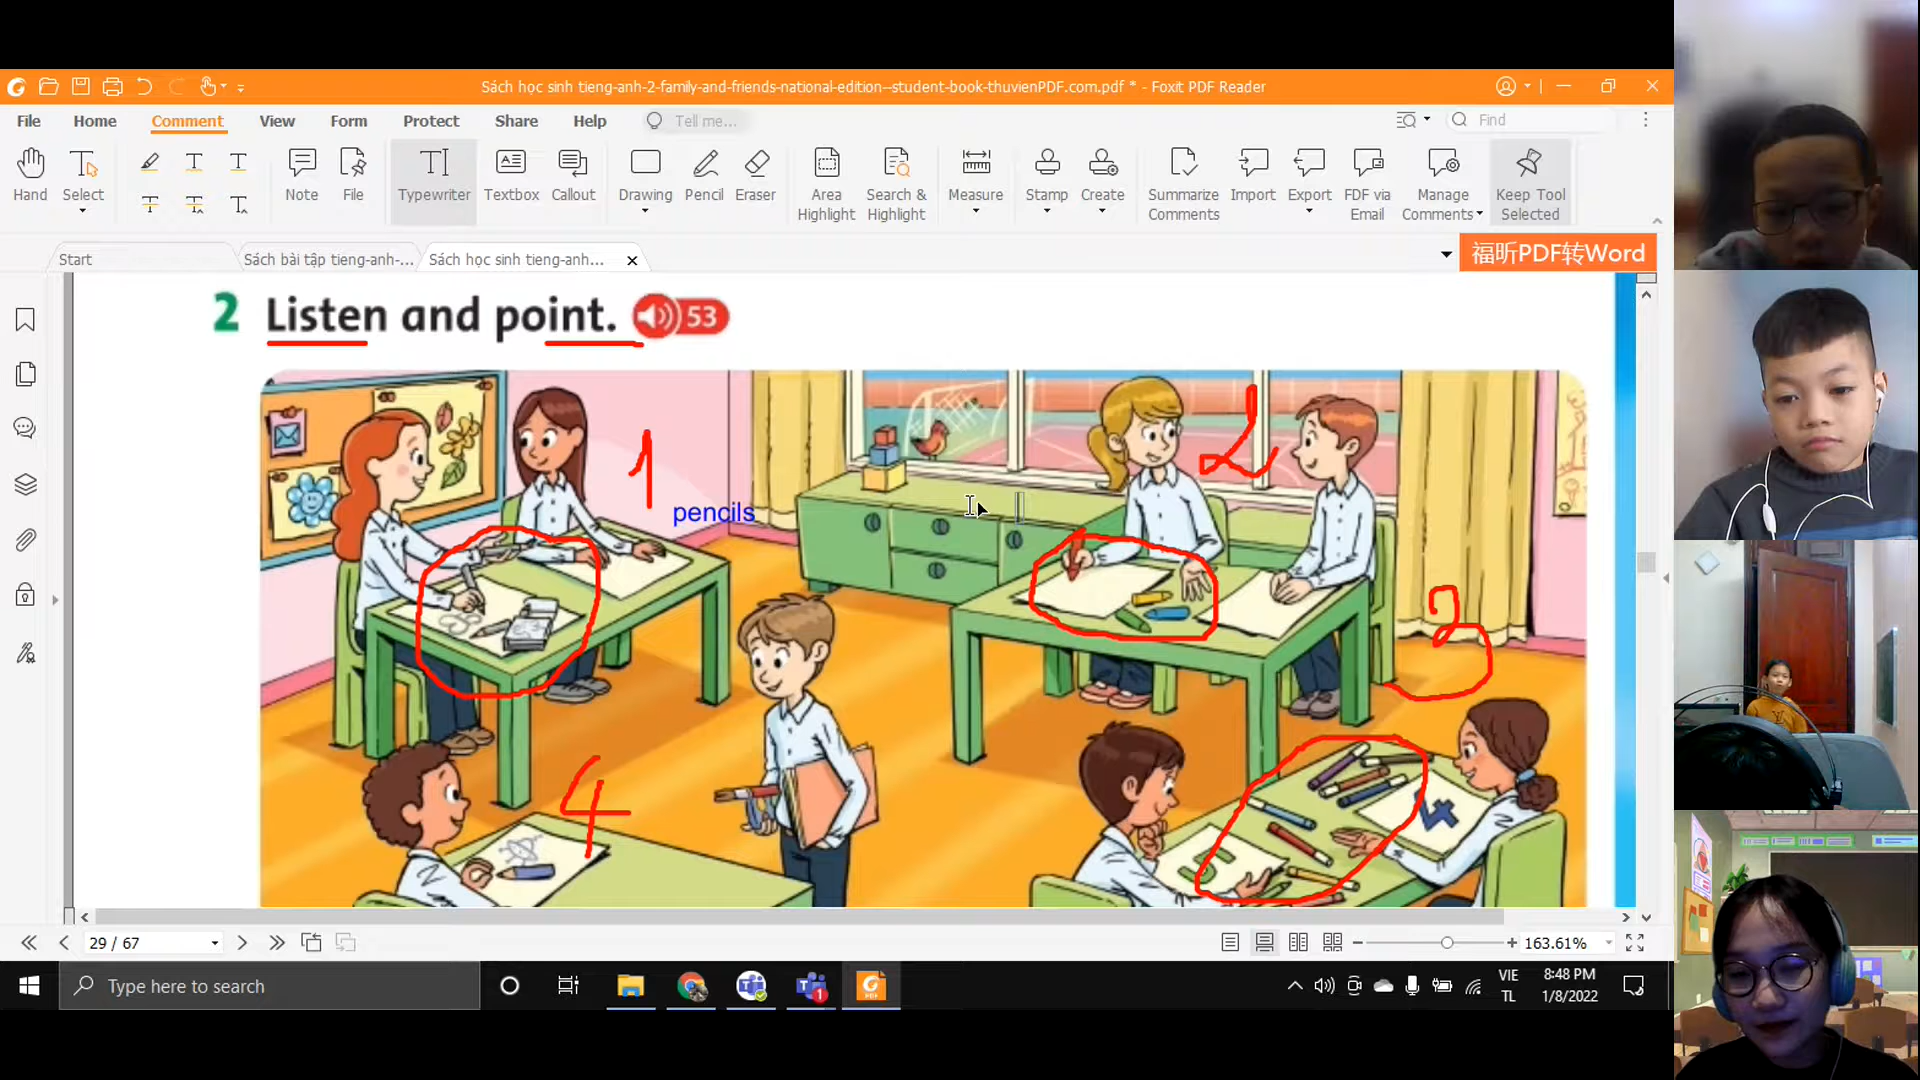 Sách học sinh tieng-anh-2-family-and-friends-national-edition--student-book-thuvienPDF.com.pdf * - Foxit PDF Reader
File Home Comment View Form Protect Share Help Tell me... Find
Hand Select Note File Typewriter Textbox Callout Drawing Pencil Eraser Area Highlight Search & Highlight Measure Stamp Create Summarize Comments Import Export FDF via Email Manage Comments Keep Tool Selected
Start Sách bài tập tieng-anh-... Sách học sinh tieng-anh... 福昕PDF转Word
2 Listen and point. 53
1
2
pencils
3
4
29 / 67 163.61%
Type here to search
VIE 8:48 PM
TL 1/8/2022